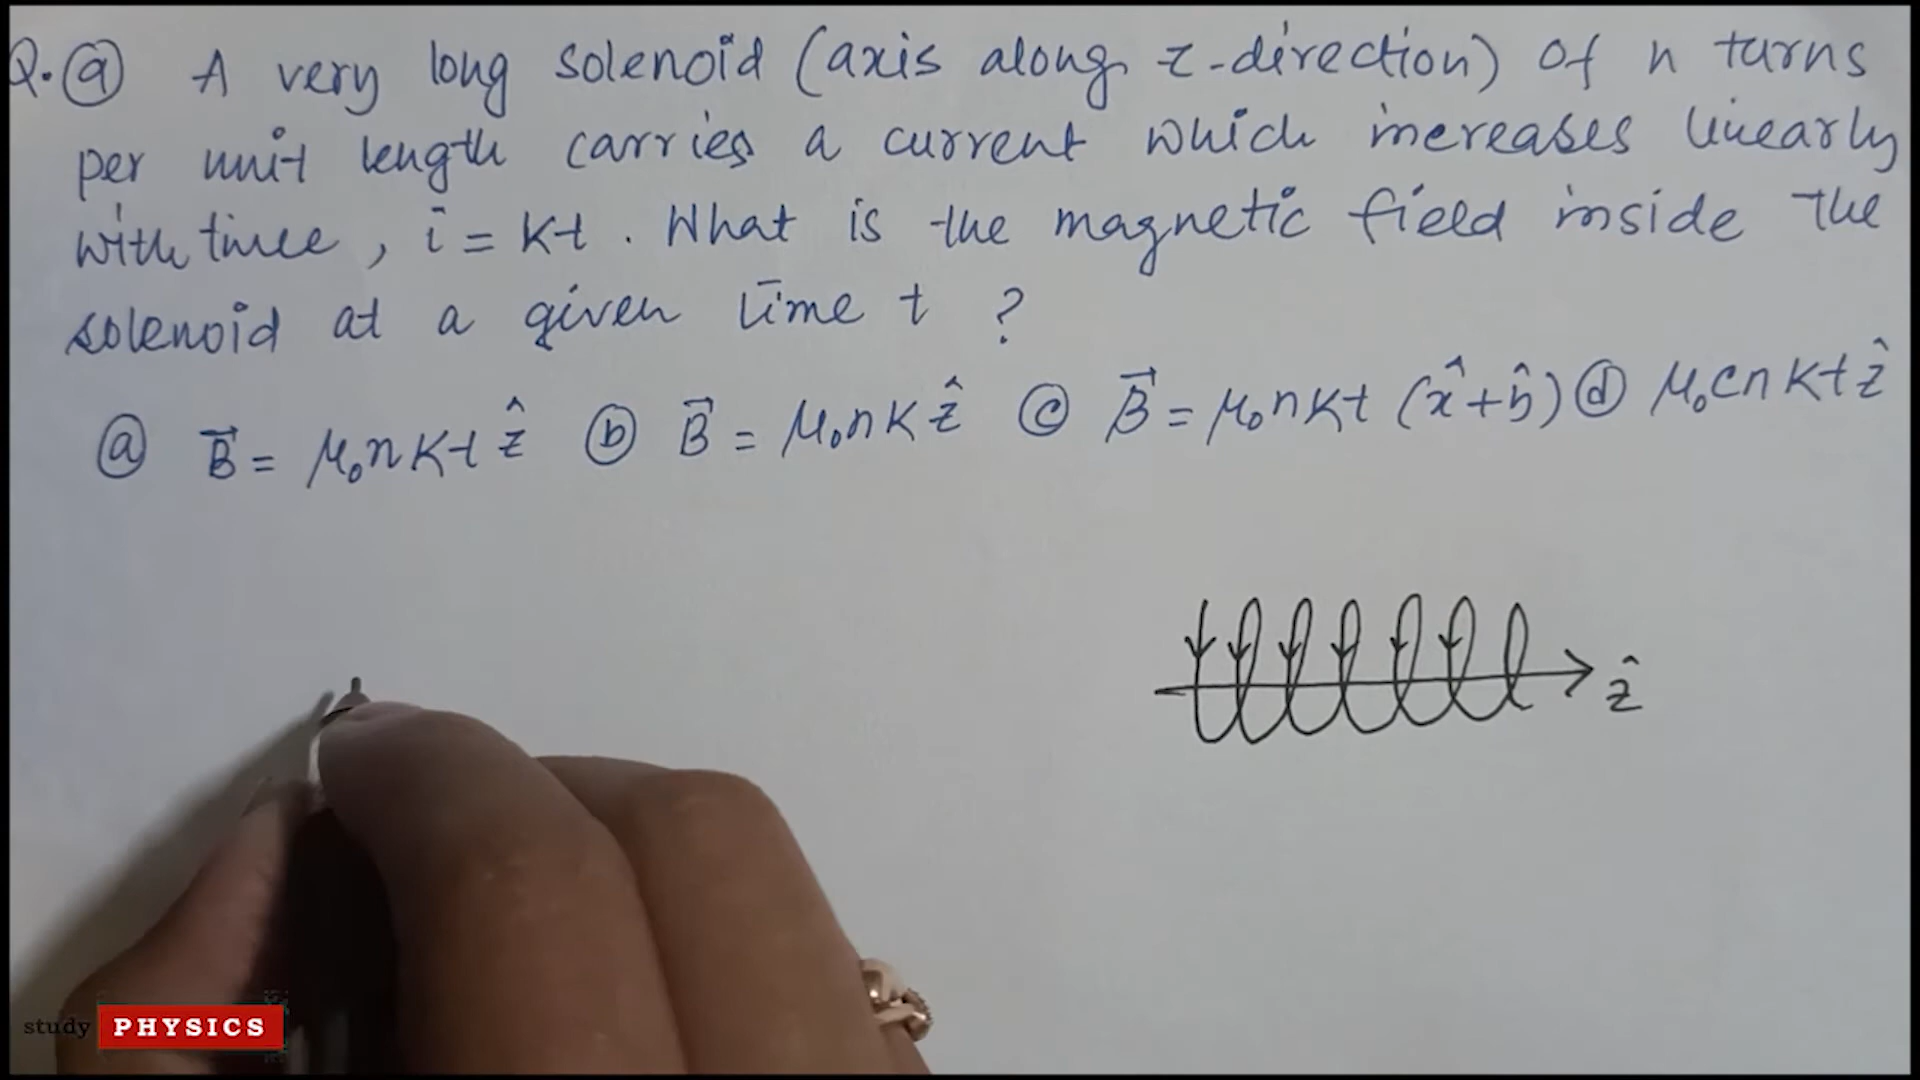 Q. ⓐ A very long solenoid (axis along z-direction) of n turns
per unit length carries a current which increases linearly
with time, i = Kt. What is the magnetic field inside the
solenoid at a given time t ?
ⓐ B⃗ = μ₀nKt ẑ ⓑ B⃗ = μ₀nK ẑ ⓒ B⃗ = μ₀nKt (x̂+ĥ) ⓓ μ₀cnKt ẑ
ẑ
study PHYSICS